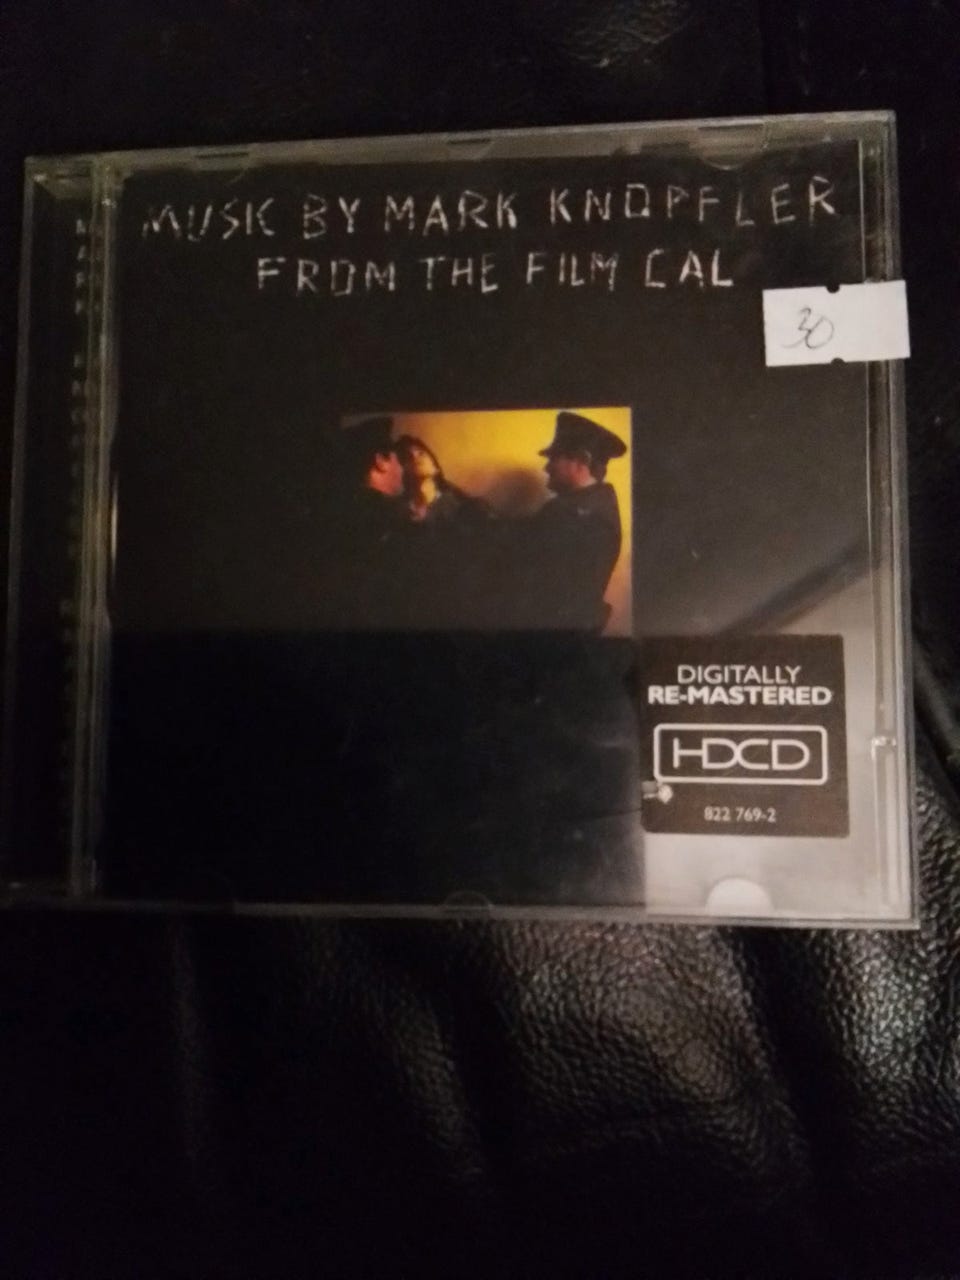 MUSIC BY MARK KNOPFLER
FROM THE FILM CAL
30
DIGITALLY
RE-MASTERED
HDCD
822 769-2